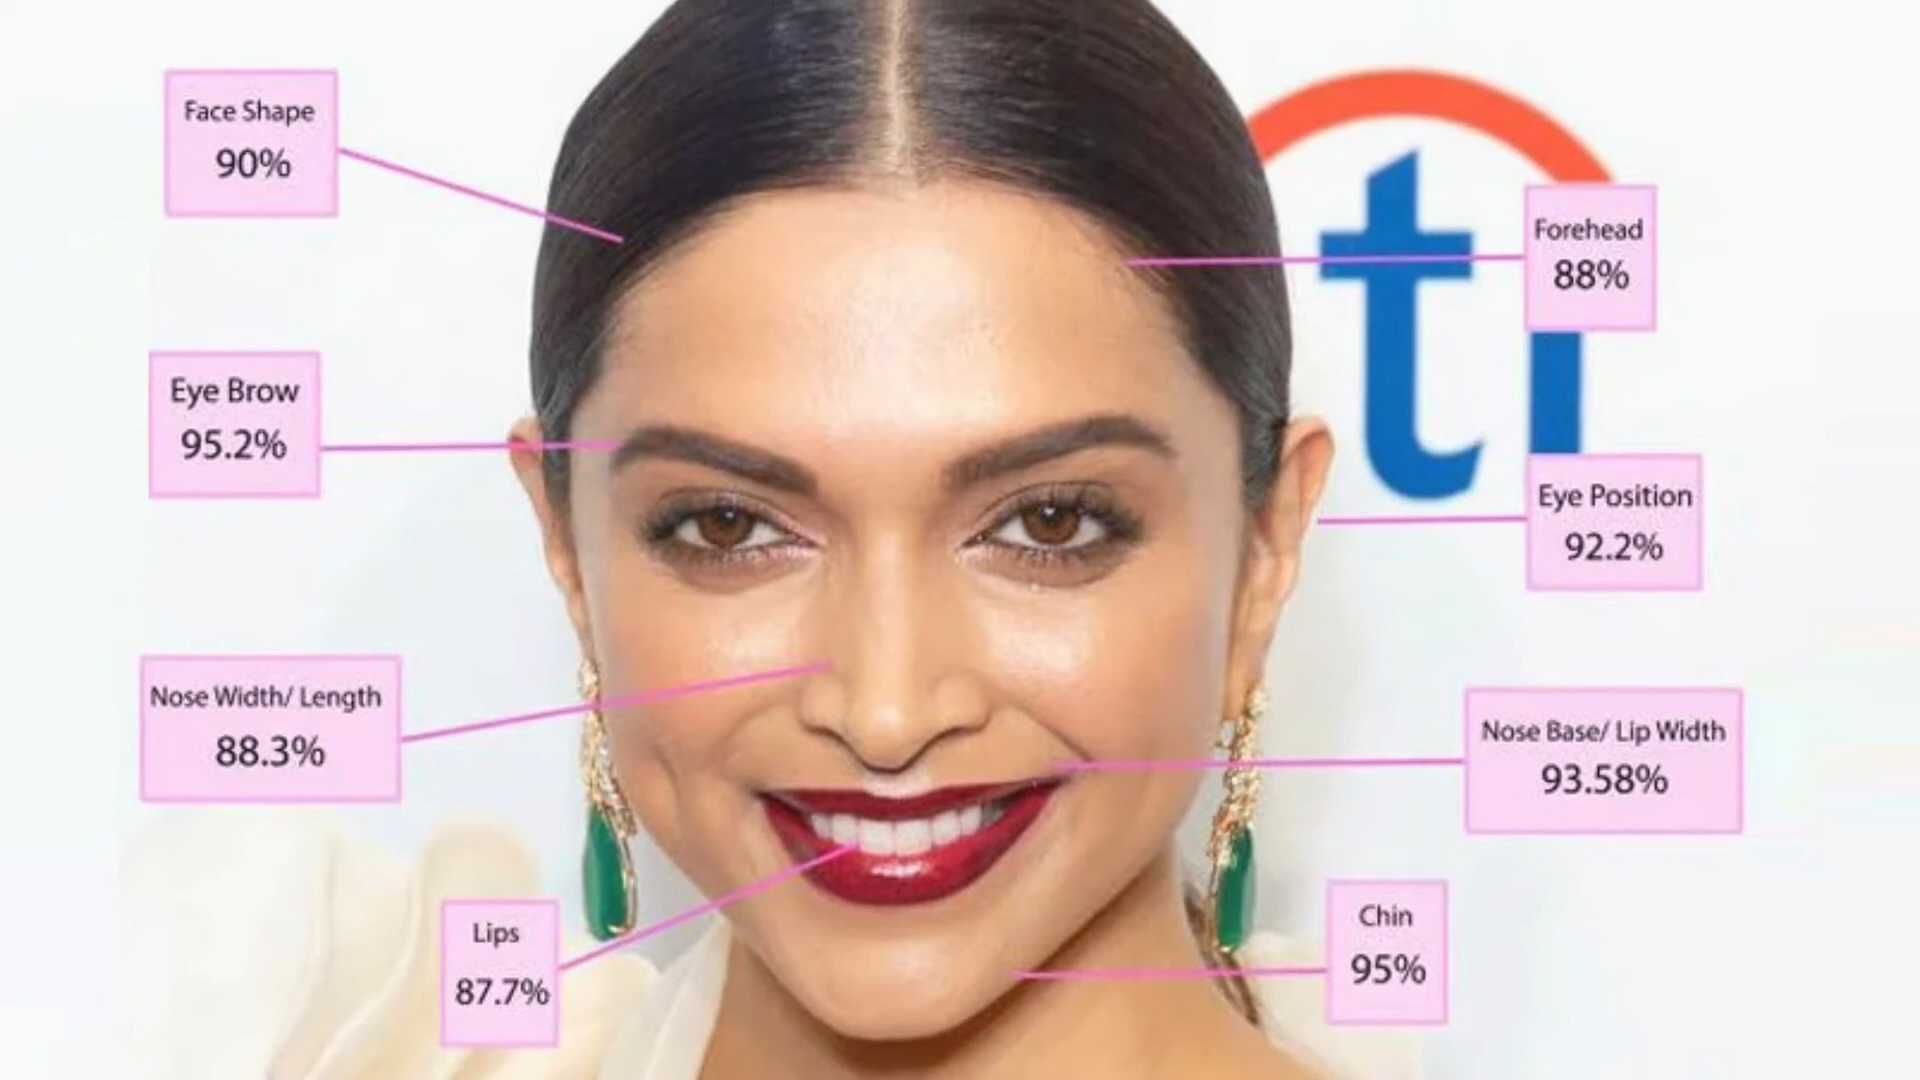 Face Shape
90%
ti
Forehead
88%
Eye Brow
95.2%
Eye Position
92.2%
Nose Width/ Length
88.3%
Nose Base/ Lip Width
93.58%
Lips
87.7%
Chin
95%